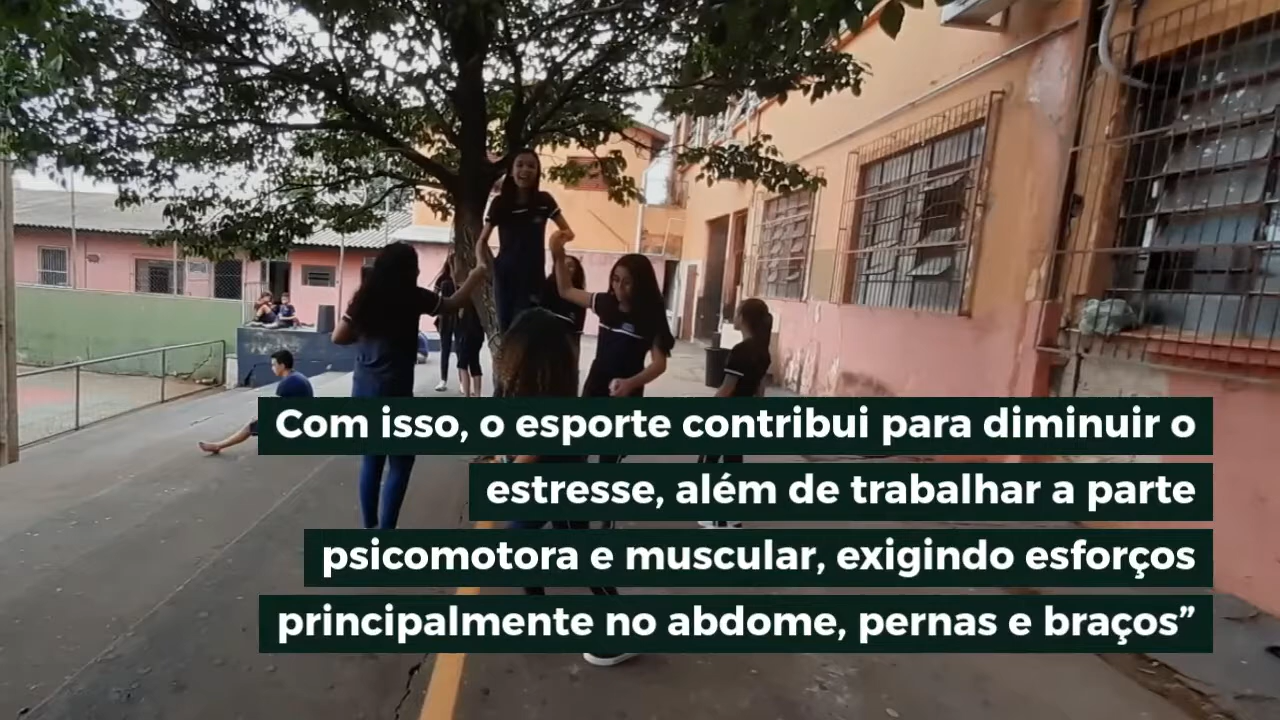 Com isso, o esporte contribui para diminuir o
estresse, além de trabalhar a parte
psicomotora e muscular, exigindo esforços
principalmente no abdome, pernas e braços”